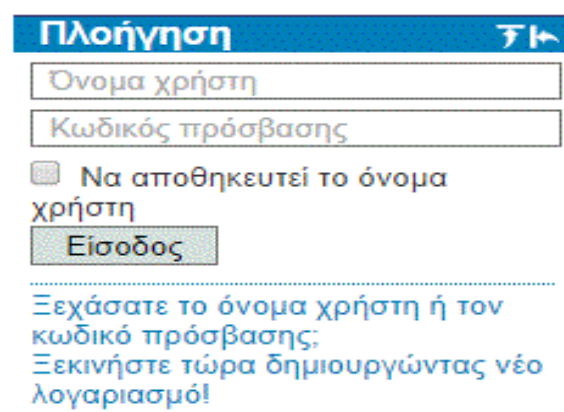 Πλοήγηση
Όνομα χρήστη
Κωδικός πρόσβασης
Να αποθηκευτεί το όνομα
χρήστη
Είσοδος
Ξεχάσατε το όνομα χρήστη ή τον
κωδικό πρόσβασης;
Ξεκινήστε τώρα δημιουργώντας νέο
λογαριασμό!